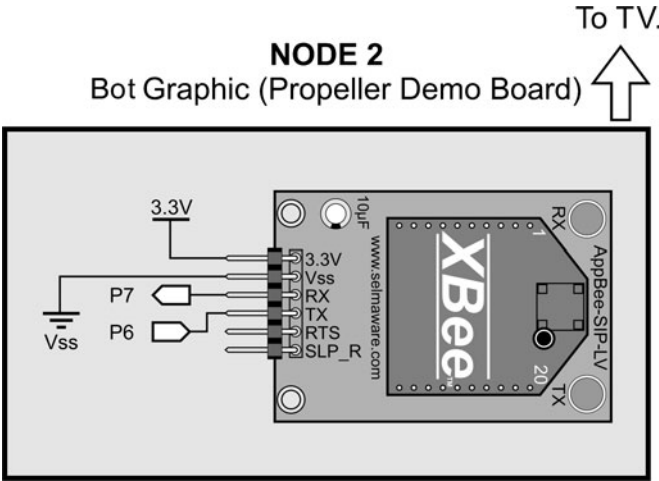 To TV.
NODE 2
Bot Graphic (Propeller Demo Board)
3.3V
Vss
P7
P6
3.3V
Vss
RX
TX
RTS
SLP_R
10µF
www.selmaware.com
XBee™
1
20
RX
AppBee-SIP-LV
TX